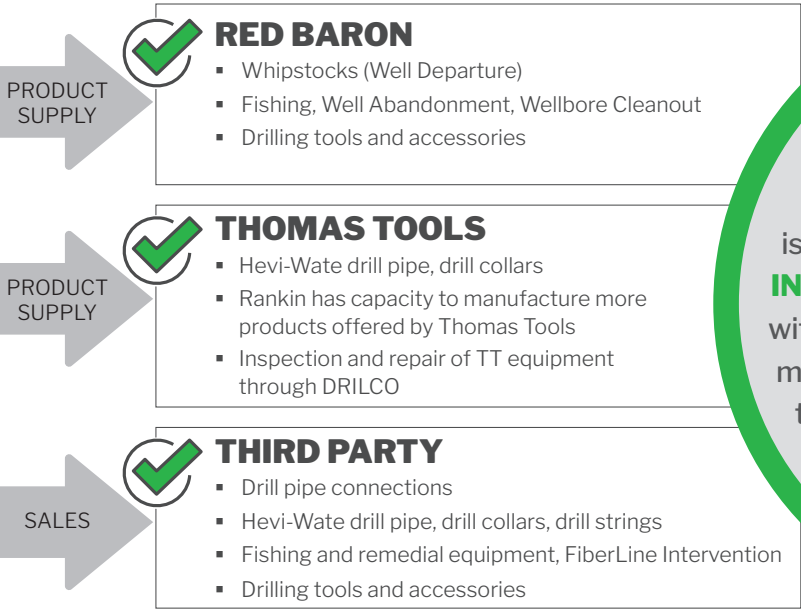 PRODUCT
SUPPLY
RED BARON
▪ Whipstocks (Well Departure)
▪ Fishing, Well Abandonment, Wellbore Cleanout
▪ Drilling tools and accessories
PRODUCT
SUPPLY
THOMAS TOOLS
▪ Hevi-Wate drill pipe, drill collars
▪ Rankin has capacity to manufacture more
products offered by Thomas Tools
▪ Inspection and repair of TT equipment
through DRILCO
SALES
THIRD PARTY
▪ Drill pipe connections
▪ Hevi-Wate drill pipe, drill collars, drill strings
▪ Fishing and remedial equipment, FiberLine Intervention
▪ Drilling tools and accessories
is
IN